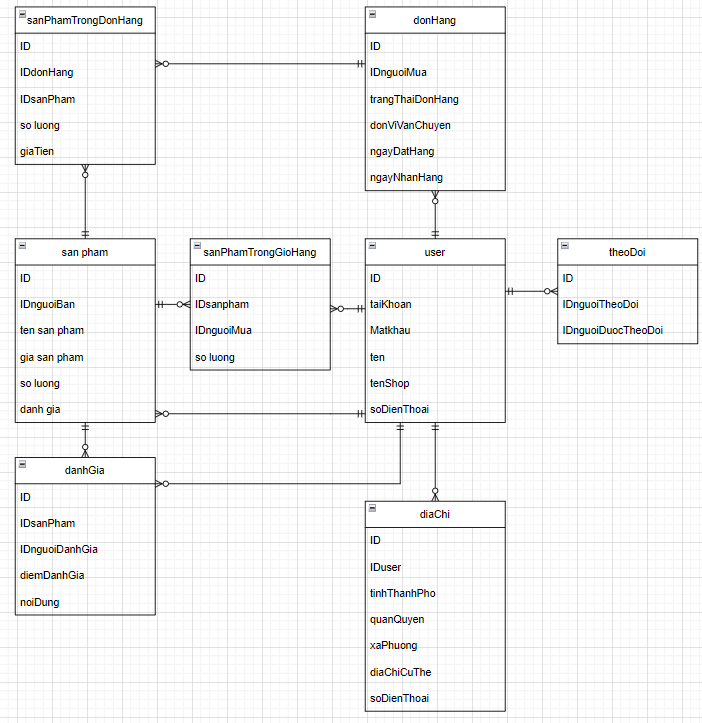 sanPhamTrongDonHang
ID
IDdonHang
IDsanPham
so luong
giaTien
donHang
ID
IDnguoiMua
trangThaiDonHang
donViVanChuyen
ngayDatHang
ngayNhanHang
san pham
ID
IDnguoiBan
ten san pham
gia san pham
so luong
danh gia
sanPhamTrongGioHang
ID
IDsanpham
IDnguoiMua
so luong
user
ID
taiKhoan
Matkhau
ten
tenShop
soDienThoai
theoDoi
ID
IDnguoiTheoDoi
IDnguoiDuocTheoDoi
danhGia
ID
IDsanPham
IDnguoiDanhGia
diemDanhGia
noiDung
diaChi
ID
IDuser
tinhThanhPho
quanQuyen
xaPhuong
diaChiCuThe
soDienThoai